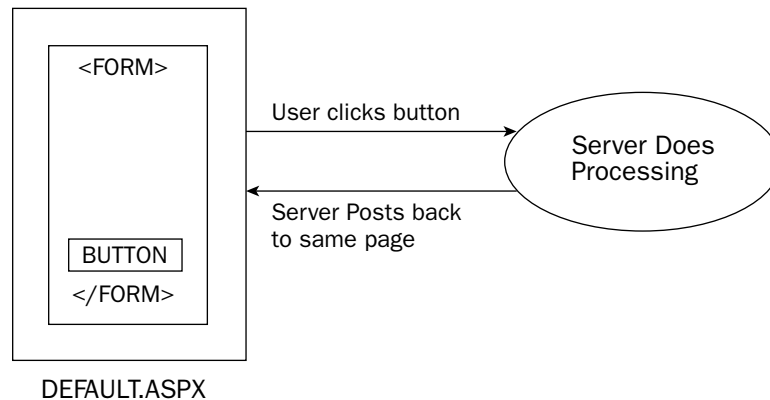 <FORM>
User clicks button
Server Does
Processing
Server Posts back
to same page
BUTTON
</FORM>
DEFAULT.ASPX